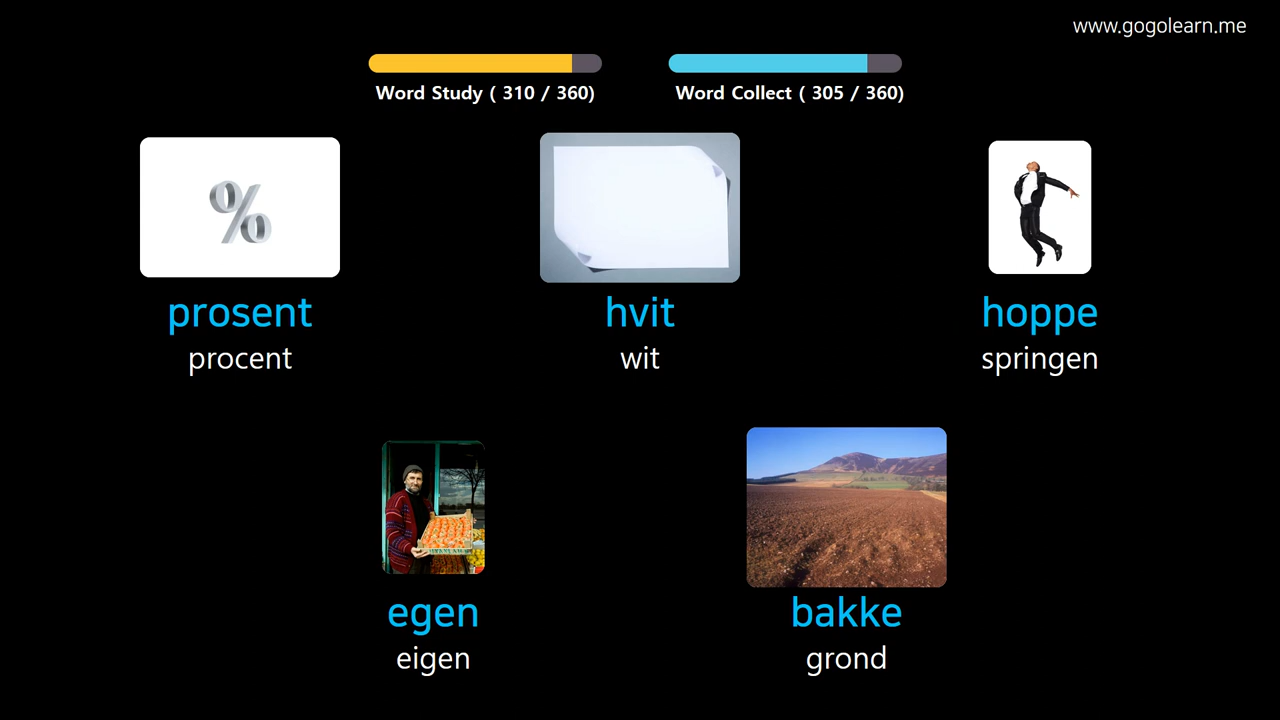 www.gogolearn.me
Word Study ( 310 / 360)
Word Collect ( 305 / 360)
%
prosent
procent
hvit
wit
hoppe
springen
egen
eigen
bakke
grond